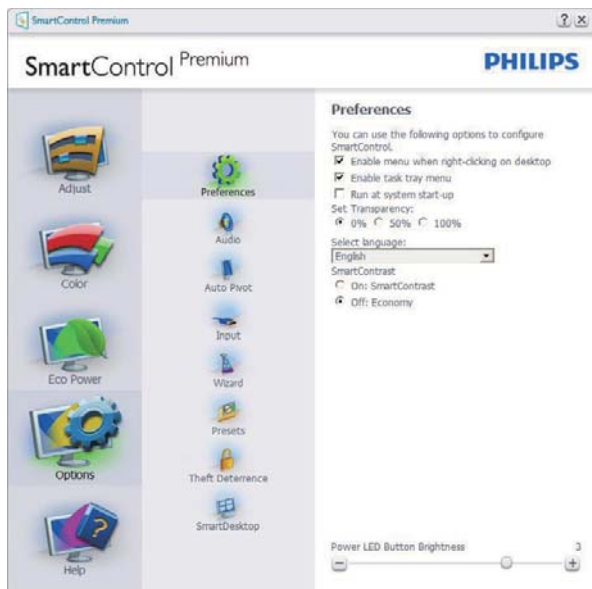 SmartControl Premium
? x
SmartControl Premium
PHILIPS
Adjust
Color
Eco Power
Options
Help
Preferences
Audio
Auto Pivot
Input
Wizard
Presets
Theft Deterrence
SmartDesktop
Preferences
You can use the following options to configure
SmartControl.
Enable menu when right-clicking on desktop
Enable task tray menu
Run at system start-up
Set Transparency:
0% 50% 100%
Select language:
English
SmartContrast
On: SmartContrast
Off: Economy
Power LED Button Brightness 3
- +